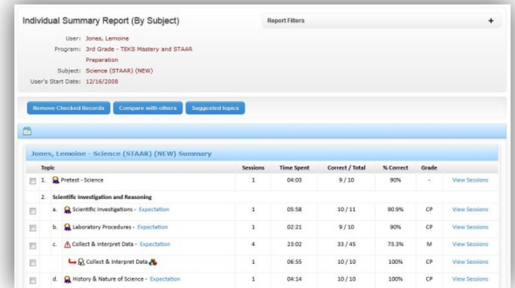 Individual Summary Report (By Subject)
Report Filters +
User: Jones, Lemoine
Program: 3rd Grade - TEKS Mastery and STAAR
Preparation
Subject: Science (STAAR) (NEW)
User's Start Date: 12/16/2008
Remove Checked Records Compare with others Suggested topics
Jones, Lemoine - Science (STAAR) (NEW) Summary
Topic Sessions Time Spent Correct / Total % Correct Grade
1. Pretest - Science 1 04:03 9 / 10 90% - View Sessions
2. Scientific Investigation and Reasoning
a. Scientific Investigations - Expectation 1 05:58 10 / 11 90.9% CP View Sessions
b. Laboratory Procedures - Expectation 1 02:21 9 / 10 90% CP View Sessions
c. Collect & Interpret Data - Expectation 4 23:02 33 / 45 73.3% M View Sessions
Collect & Interpret Data 1 06:55 10 / 10 100% CP View Sessions
d. History & Nature of Science - Expectation 1 04:14 10 / 10 100% CP View Sessions